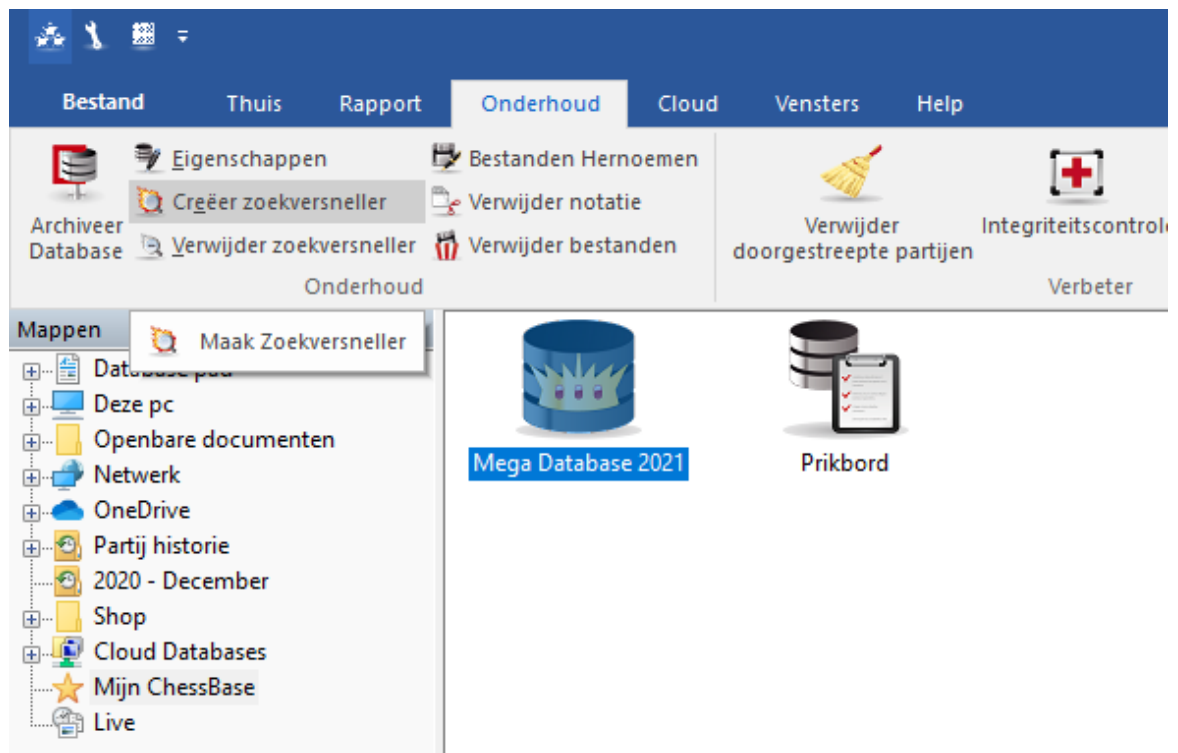 Bestand Thuis Rapport Onderhoud Cloud Vensters Help
Archiveer
Database
Eigenschappen
Creëer zoekversneller
Verwijder zoekversneller
Bestanden Hernoemen
Verwijder notatie
Verwijder bestanden
Onderhoud
Verwijder
doorgestreepte partijen
Integriteitscontrole
Verbeter
Mappen
Maak Zoekversneller
Database pad
Deze pc
Openbare documenten
Netwerk
OneDrive
Partij historie
2020 - December
Shop
Cloud Databases
Mijn ChessBase
Live
Mega Database 2021
Prikbord